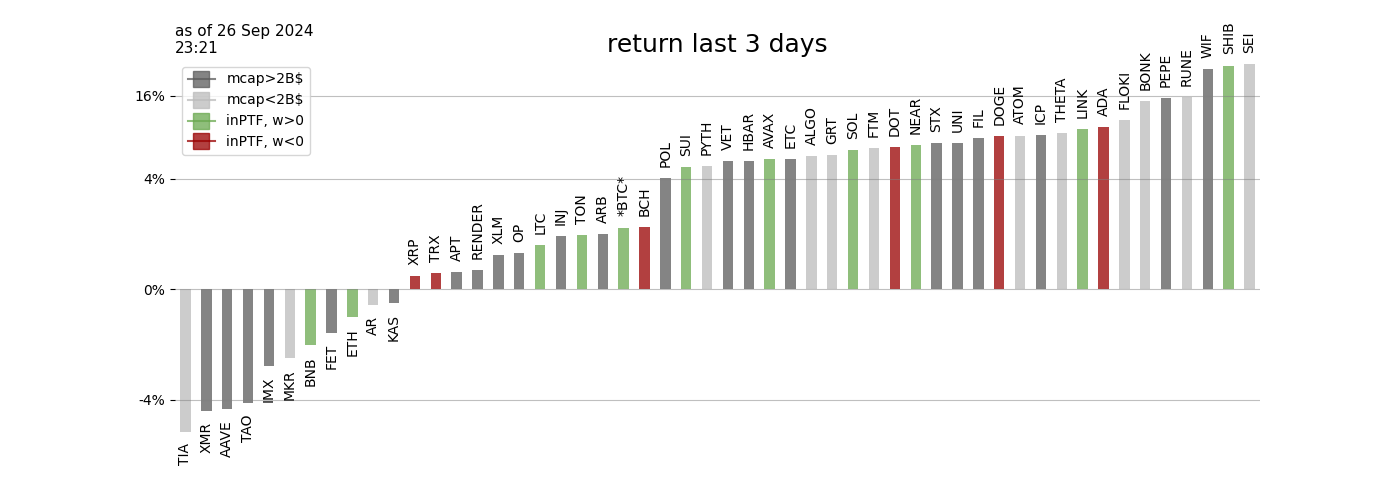 as of 26 Sep 2024
23:21
return last 3 days
mcap>2B$
mcap<2B$
inPTF, w>0
inPTF, w<0
16%
4%
0%
-4%
TIA
XMR
AAVE
TAO
IMX
MKR
BNB
FET
ETH
AR
KAS
XRP
TRX
APT
RENDER
XLM
OP
LTC
INJ
TON
ARB
*BTC*
BCH
POL
SUI
PYTH
VET
HBAR
AVAX
ETC
ALGO
GRT
SOL
FTM
DOT
NEAR
STX
UNI
FIL
DOGE
ATOM
ICP
THETA
LINK
ADA
FLOKI
BONK
PEPE
RUNE
WIF
SHIB
SEI